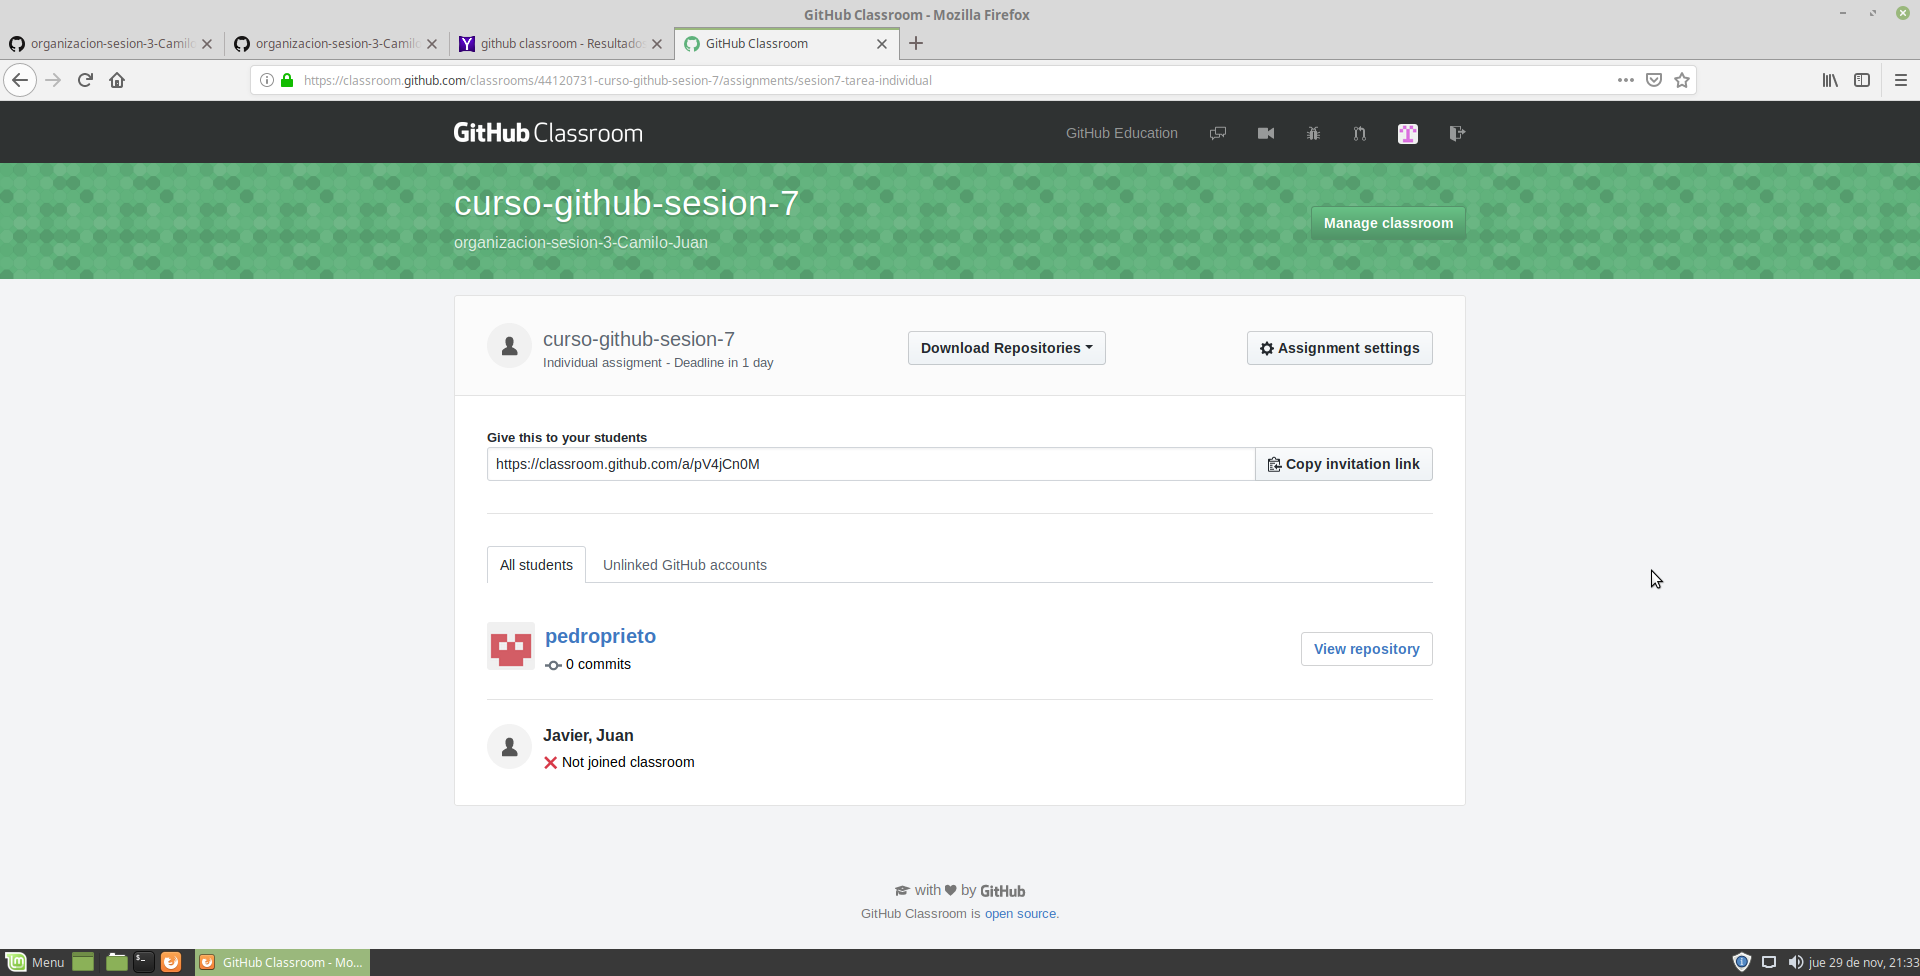 GitHub Classroom - Mozilla Firefox
organizacion-sesion-3-Camilo
organizacion-sesion-3-Camilo
github classroom - Resultados
GitHub Classroom
https://classroom.github.com/classrooms/44120731-curso-github-sesion-7/assignments/sesion7-tarea-individual
GitHub Classroom
GitHub Education
curso-github-sesion-7
organizacion-sesion-3-Camilo-Juan
Manage classroom
curso-github-sesion-7
Individual assigment - Deadline in 1 day
Download Repositories
Assignment settings
Give this to your students
https://classroom.github.com/a/pV4jCn0M
Copy invitation link
All students
Unlinked GitHub accounts
pedroprieto
0 commits
View repository
Javier, Juan
Not joined classroom
with by GitHub
GitHub Classroom is open source.
Menu
GitHub Classroom - Mo...
jue 29 de nov, 21:33